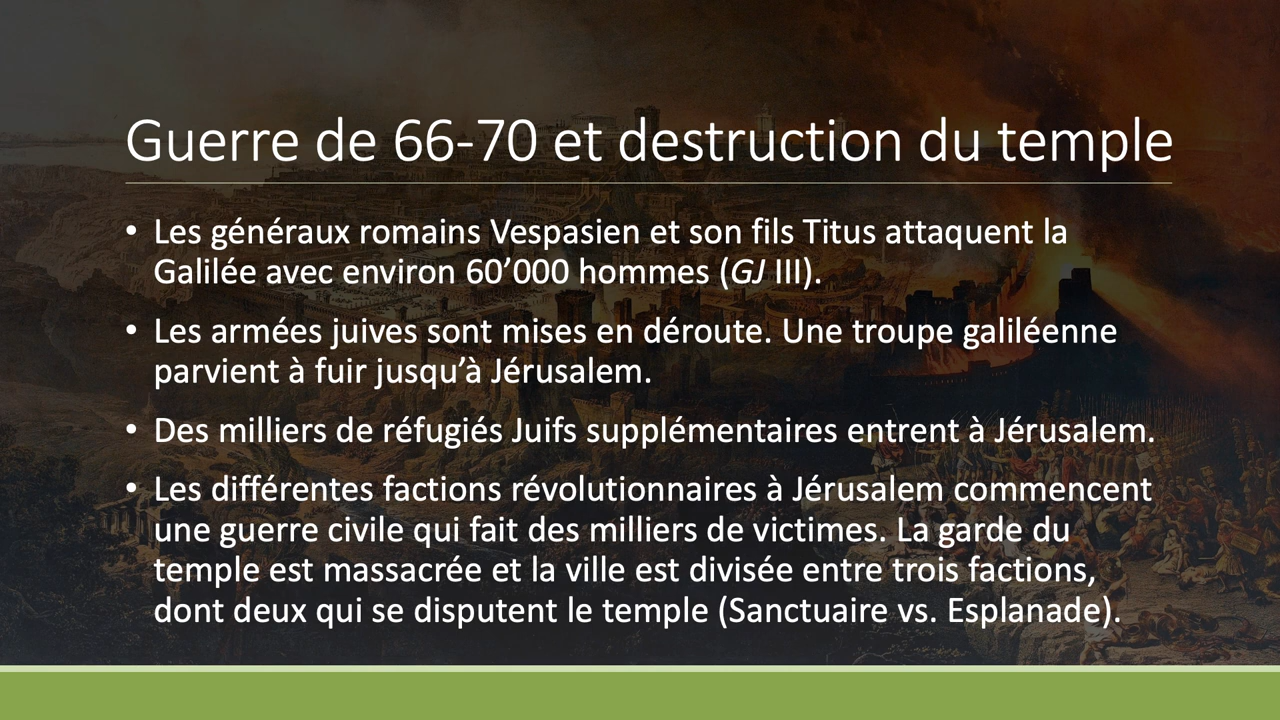 Guerre de 66-70 et destruction du temple
• Les généraux romains Vespasien et son fils Titus attaquent la
Galilée avec environ 60’000 hommes (GJ III).
• Les armées juives sont mises en déroute. Une troupe galiléenne
parvient à fuir jusqu’à Jérusalem.
• Des milliers de réfugiés Juifs supplémentaires entrent à Jérusalem.
• Les différentes factions révolutionnaires à Jérusalem commencent
une guerre civile qui fait des milliers de victimes. La garde du
temple est massacrée et la ville est divisée entre trois factions,
dont deux qui se disputent le temple (Sanctuaire vs. Esplanade).